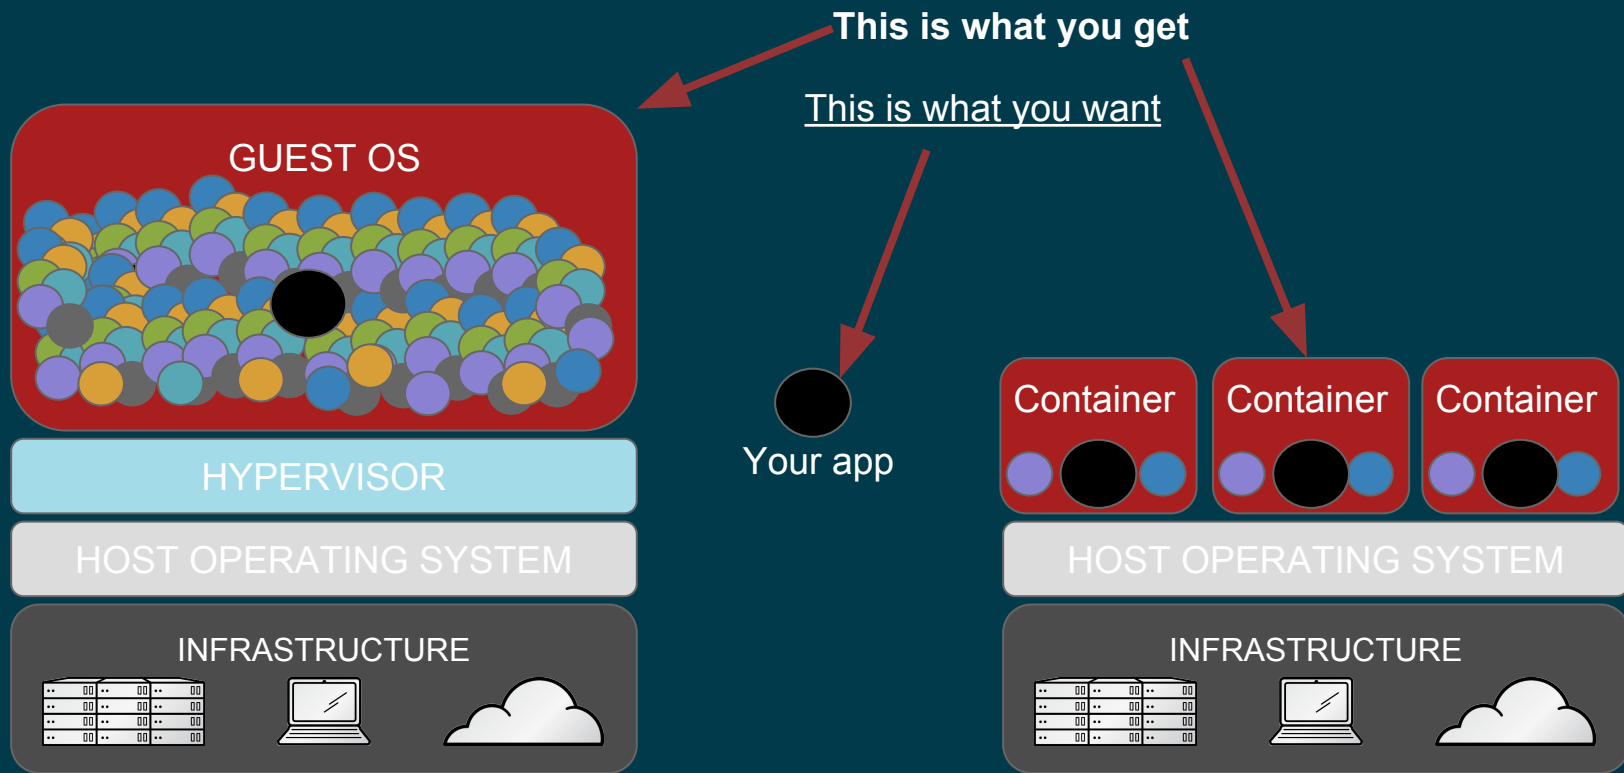 This is what you get
This is what you want
GUEST OS
HYPERVISOR
HOST OPERATING SYSTEM
INFRASTRUCTURE
Your app
Container
Container
Container
HOST OPERATING SYSTEM
INFRASTRUCTURE